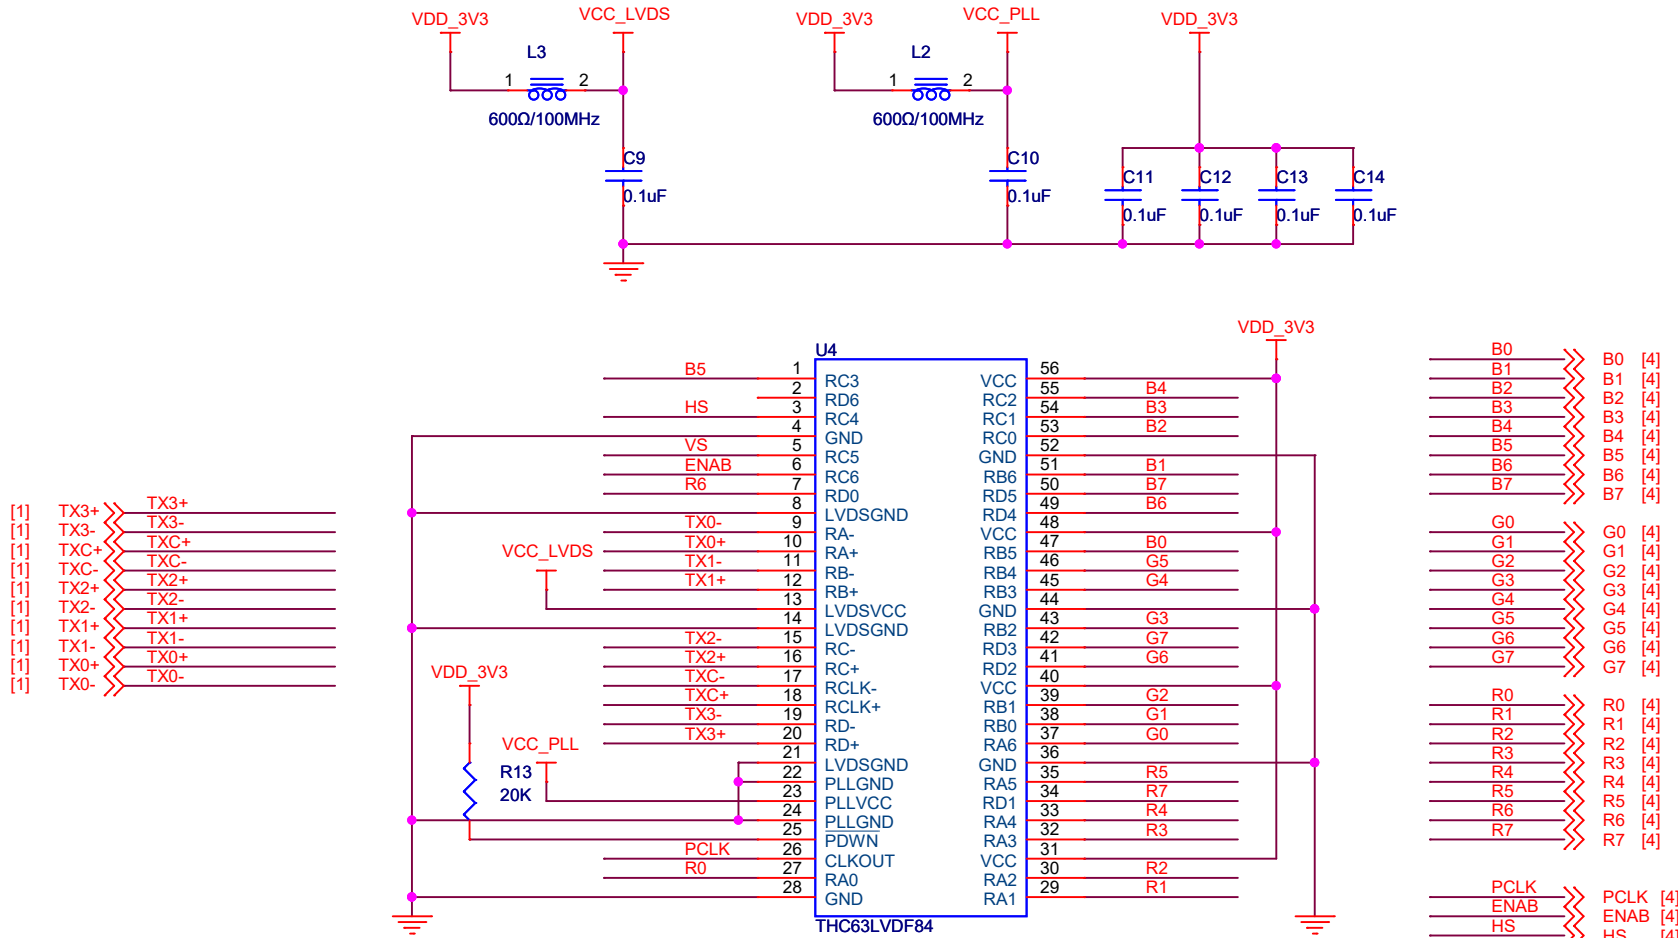 VDD_3V3 VCC_LVDS VDD_3V3 VCC_PLL VDD_3V3
L3 L2
1 2 1 2
600Ω/100MHz 600Ω/100MHz
C9 C10
C11 C12 C13 C14
0.1uF 0.1uF
0.1uF 0.1uF 0.1uF 0.1uF
VDD_3V3
U4
B5 1 RC3 VCC 56
2 RD6 RC2 55 B4
HS 3 RC4 RC1 54 B3
4 GND RC0 53 B2
VS 5 RC5 GND 52
ENAB 6 RC6 RB6 51 B1
R6 7 RD0 RD5 50 B7
8 LVDSGND RD4 49 B6
TX0- 9 RA- VCC 48
TX0+ 10 RA+ RB5 47 B0
TX1- 11 RB- RB4 46 G5
TX1+ 12 RB+ RB3 45 G4
13 LVDSVCC GND 44
14 LVDSGND RB2 43 G3
TX2- 15 RC- RD3 42 G7
TX2+ 16 RC+ RD2 41 G6
TXC- 17 RCLK- VCC 40
TXC+ 18 RCLK+ RB1 39 G2
TX3- 19 RD- RB0 38 G1
TX3+ 20 RD+ RA6 37 G0
21 LVDSGND GND 36
22 PLLGND RA5 35 R5
23 PLLVCC RD1 34 R7
24 PLLGND RA4 33 R4
25 PDWN RA3 32 R3
PCLK 26 CLKOUT VCC 31
R0 27 RA0 RA2 30 R2
28 GND RA1 29 R1
THC63LVDF84
VCC_LVDS
VDD_3V3
VCC_PLL
R13
20K
[1] TX3+ TX3+
[1] TX3- TX3-
[1] TXC+ TXC+
[1] TXC- TXC-
[1] TX2+ TX2+
[1] TX2- TX2-
[1] TX1+ TX1+
[1] TX1- TX1-
[1] TX0+ TX0+
[1] TX0- TX0-
B0 B0 [4]
B1 B1 [4]
B2 B2 [4]
B3 B3 [4]
B4 B4 [4]
B5 B5 [4]
B6 B6 [4]
B7 B7 [4]
G0 G0 [4]
G1 G1 [4]
G2 G2 [4]
G3 G3 [4]
G4 G4 [4]
G5 G5 [4]
G6 G6 [4]
G7 G7 [4]
R0 R0 [4]
R1 R1 [4]
R2 R2 [4]
R3 R3 [4]
R4 R4 [4]
R5 R5 [4]
R6 R6 [4]
R7 R7 [4]
PCLK PCLK [4]
ENAB ENAB [4]
HS HS [4]